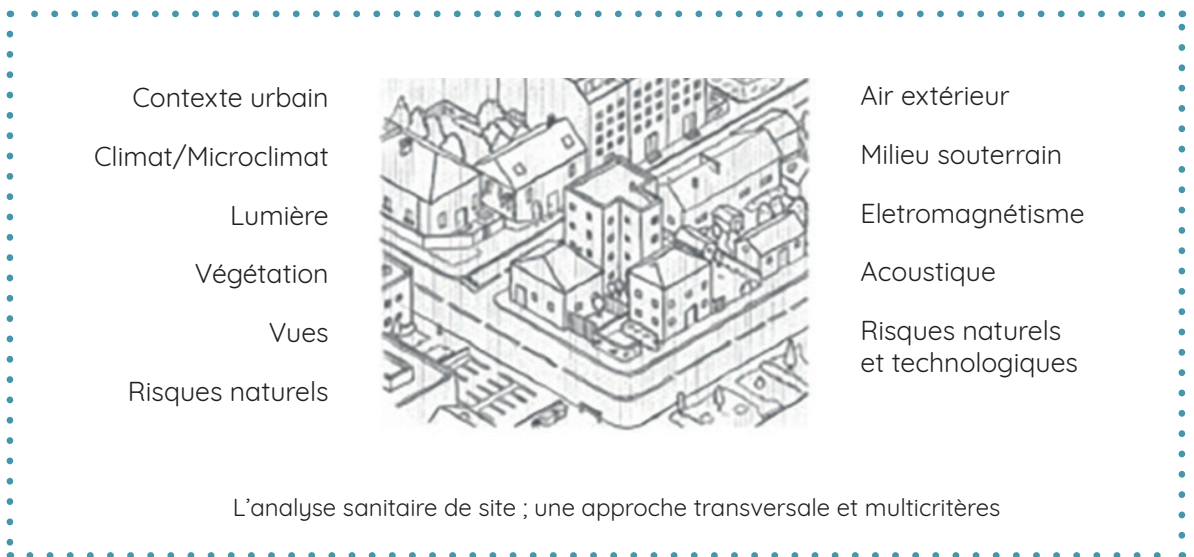 Contexte urbain
Climat/Microclimat
Lumière
Végétation
Vues
Risques naturels
Air extérieur
Milieu souterrain
Eletromagnétisme
Acoustique
Risques naturels
et technologiques
L'analyse sanitaire de site ; une approche transversale et multicritères